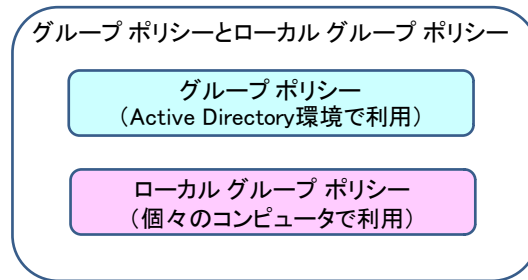 グループ ポリシーとローカル グループ ポリシー
グループ ポリシー
（Active Directory環境で利用）
ローカル グループ ポリシー
（個々のコンピュータで利用）